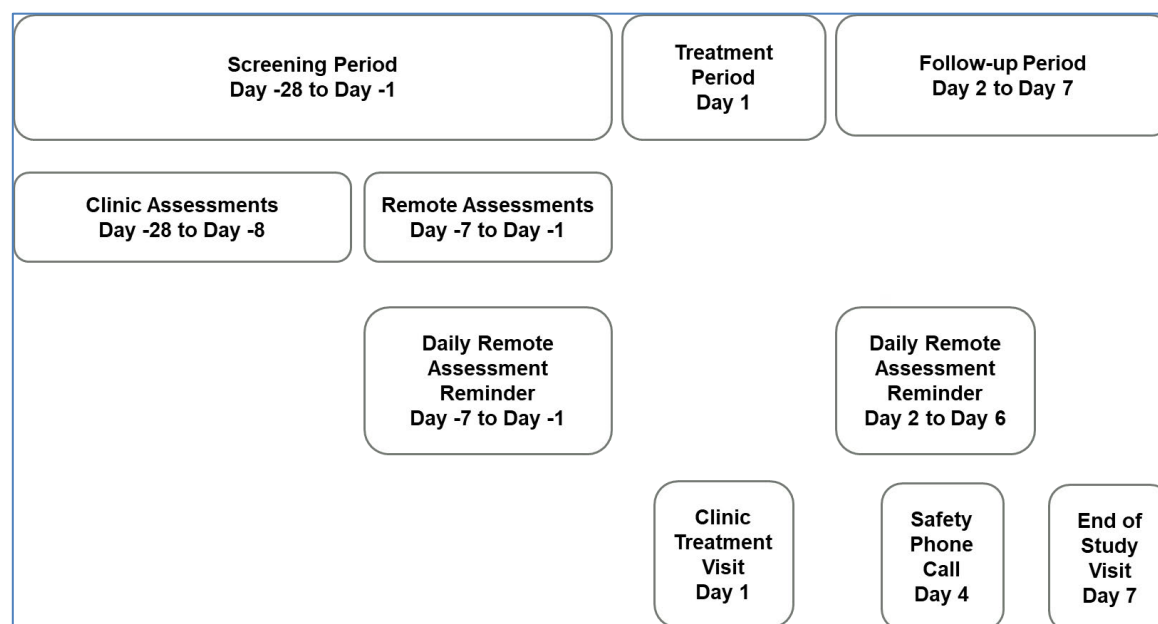 Screening Period
Day -28 to Day -1
Treatment
Period
Day 1
Follow-up Period
Day 2 to Day 7
Clinic Assessments
Day -28 to Day -8
Remote Assessments
Day -7 to Day -1
Daily Remote
Assessment
Reminder
Day -7 to Day -1
Daily Remote
Assessment
Reminder
Day 2 to Day 6
Clinic
Treatment
Visit
Day 1
Safety
Phone
Call
Day 4
End of
Study
Visit
Day 7